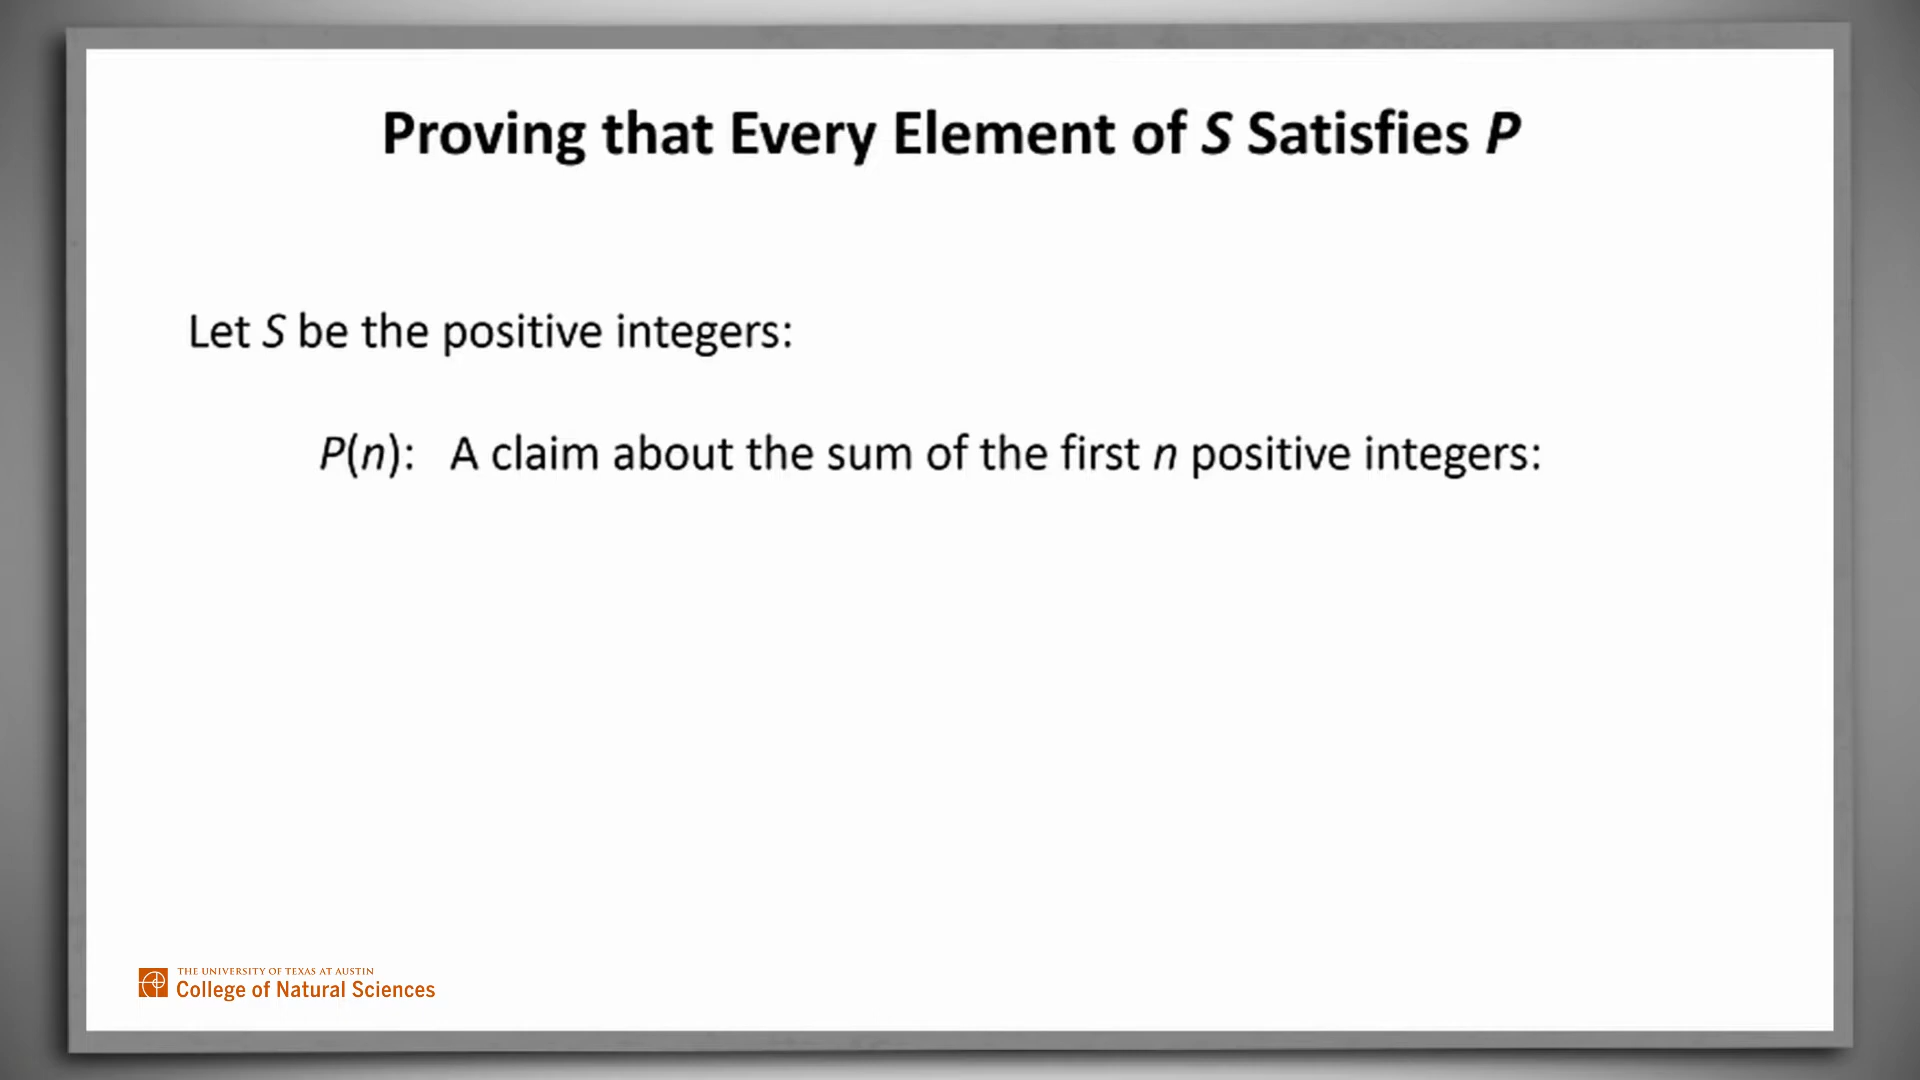 Proving that Every Element of S Satisfies P
Let S be the positive integers:
P(n): A claim about the sum of the first n positive integers:
THE UNIVERSITY OF TEXAS AT AUSTIN
College of Natural Sciences